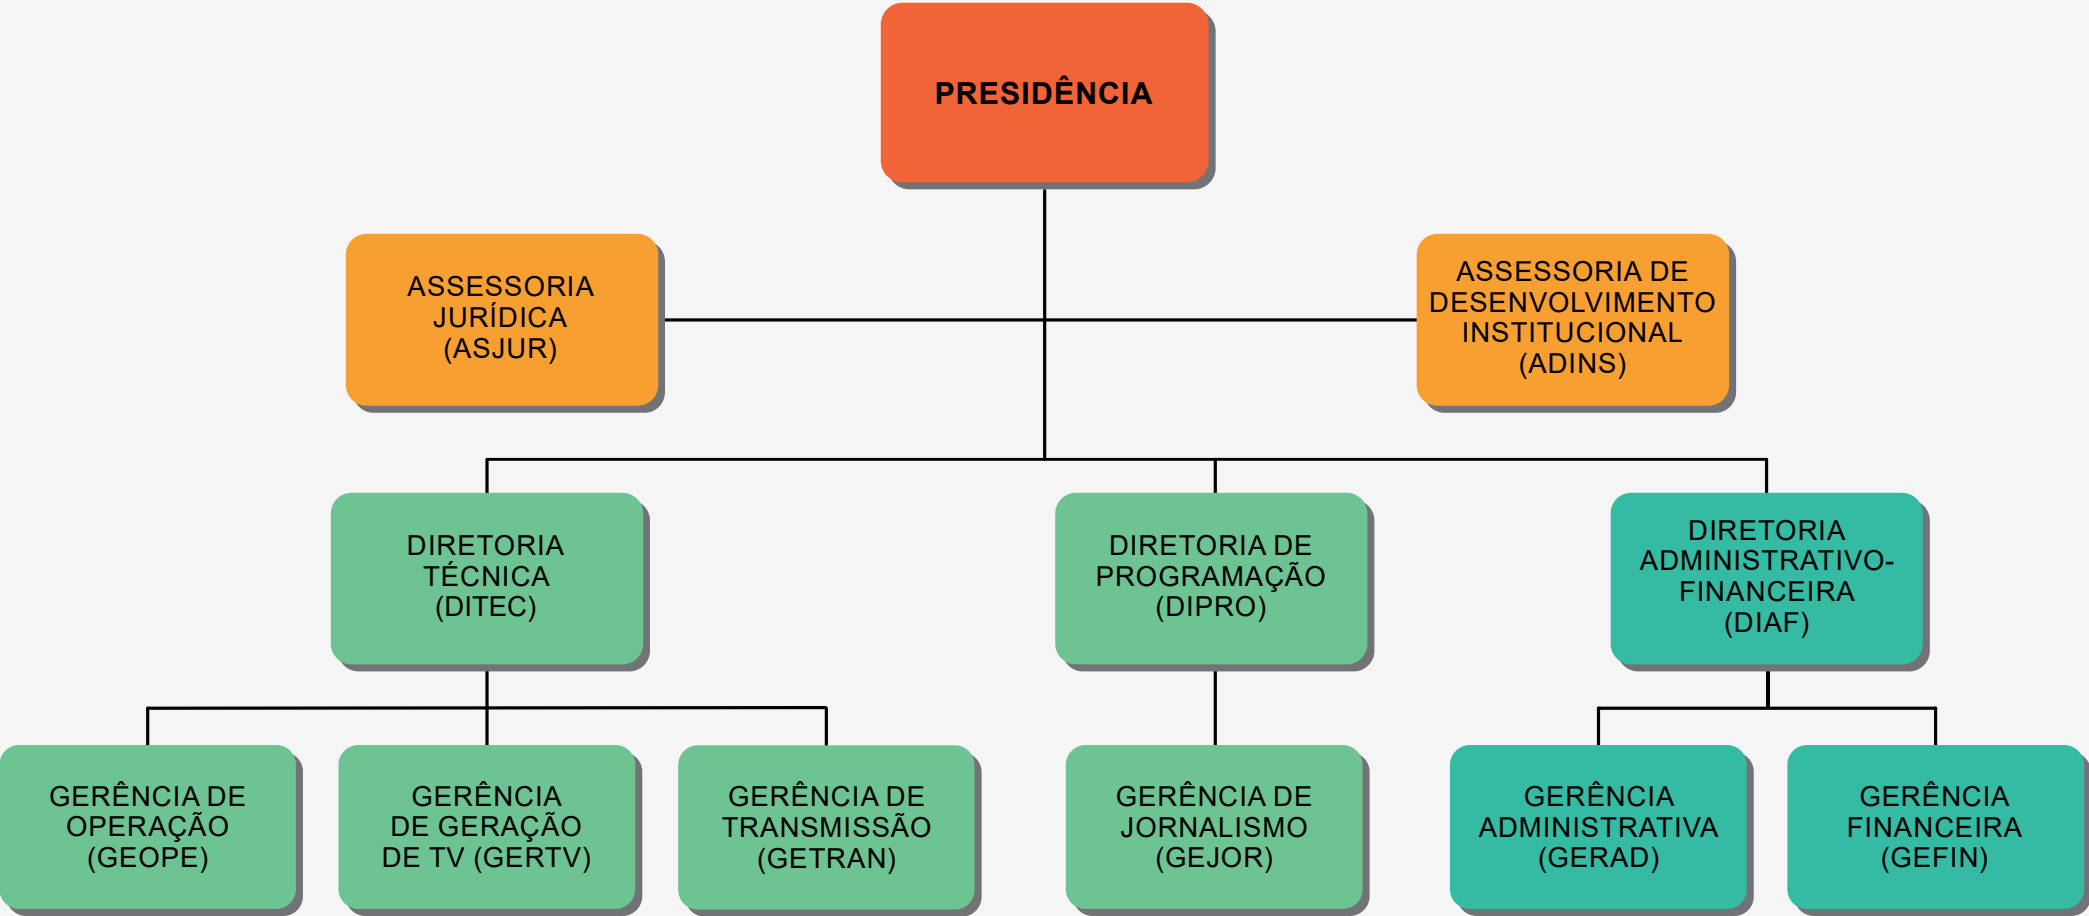 PRESIDÊNCIA
ASSESSORIA
JURÍDICA
(ASJUR)
ASSESSORIA DE
DESENVOLVIMENTO
INSTITUCIONAL
(ADINS)
DIRETORIA
TÉCNICA
(DITEC)
DIRETORIA DE
PROGRAMAÇÃO
(DIPRO)
DIRETORIA
ADMINISTRATIVO-
FINANCEIRA
(DIAF)
GERÊNCIA DE
OPERAÇÃO
(GEOPE)
GERÊNCIA
DE GERAÇÃO
DE TV (GERTV)
GERÊNCIA DE
TRANSMISSÃO
(GETRAN)
GERÊNCIA DE
JORNALISMO
(GEJOR)
GERÊNCIA
ADMINISTRATIVA
(GERAD)
GERÊNCIA
FINANCEIRA
(GEFIN)